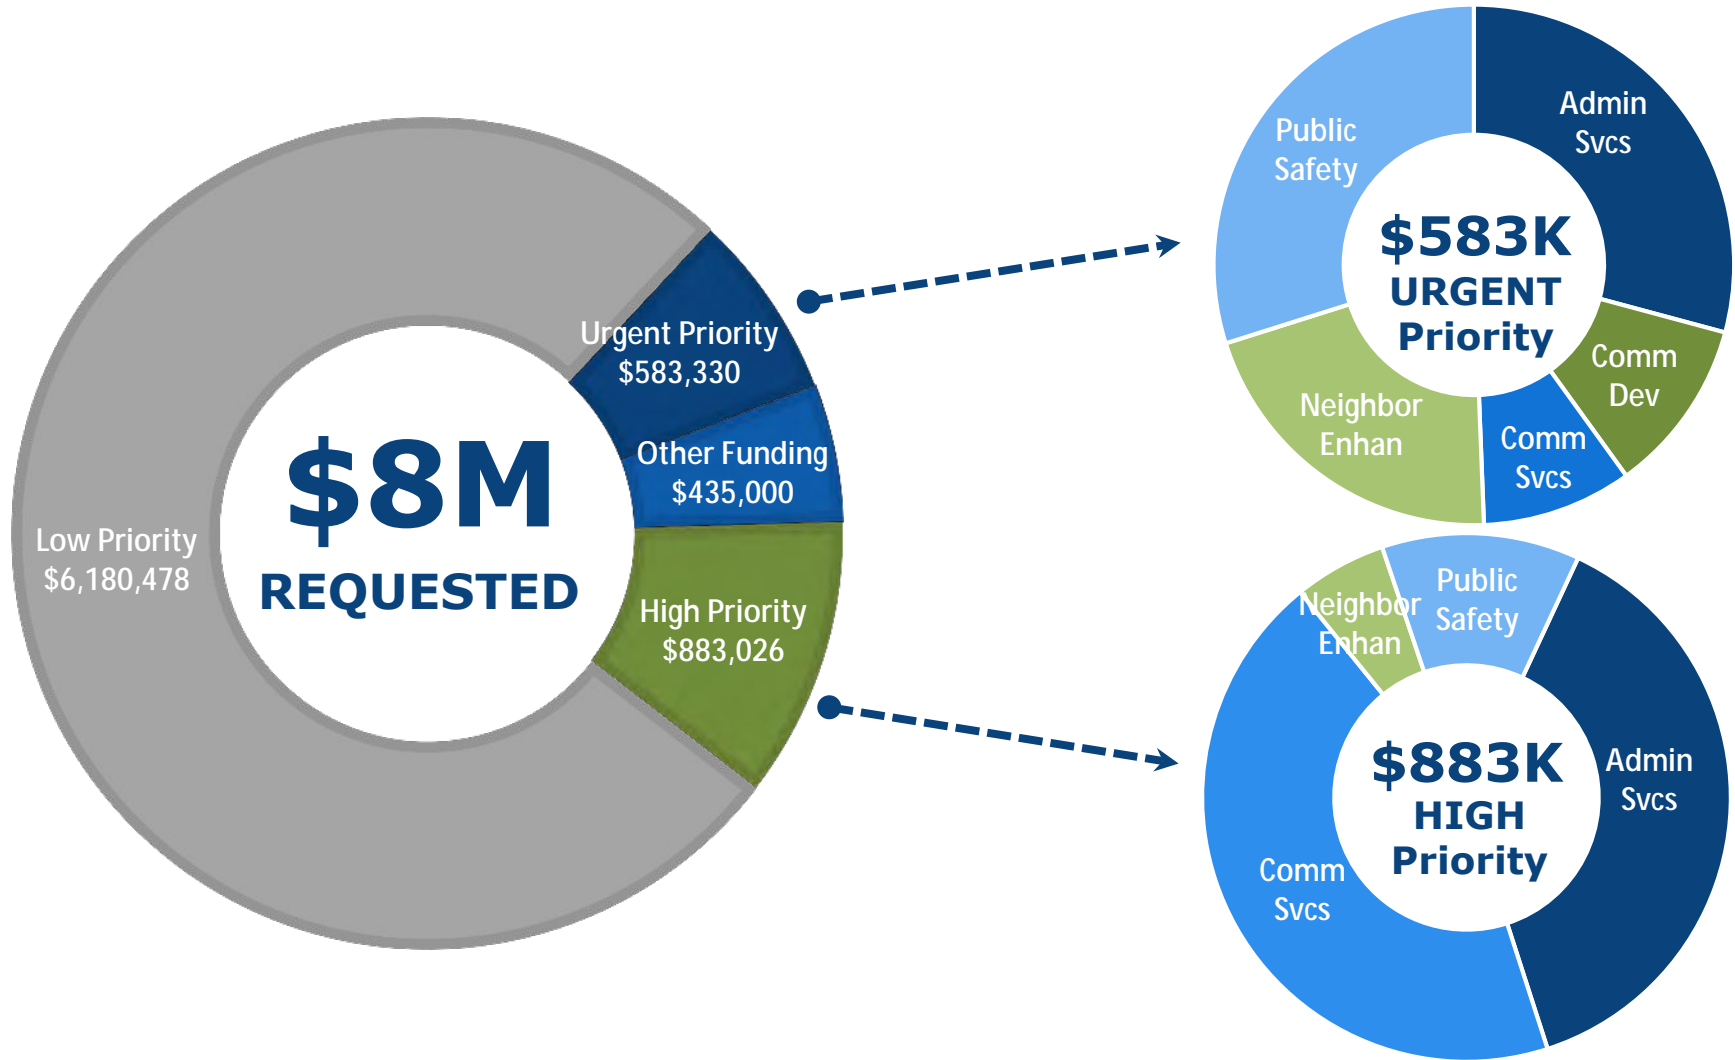 $8M
REQUESTED
Low Priority
$6,180,478
Urgent Priority
$583,330
Other Funding
$435,000
High Priority
$883,026
$583K
URGENT
Priority
Admin
Svcs
Comm
Dev
Comm
Svcs
Neighbor
Enhan
Public
Safety
$883K
HIGH
Priority
Public
Safety
Admin
Svcs
Comm
Svcs
Neighbor
Enhan